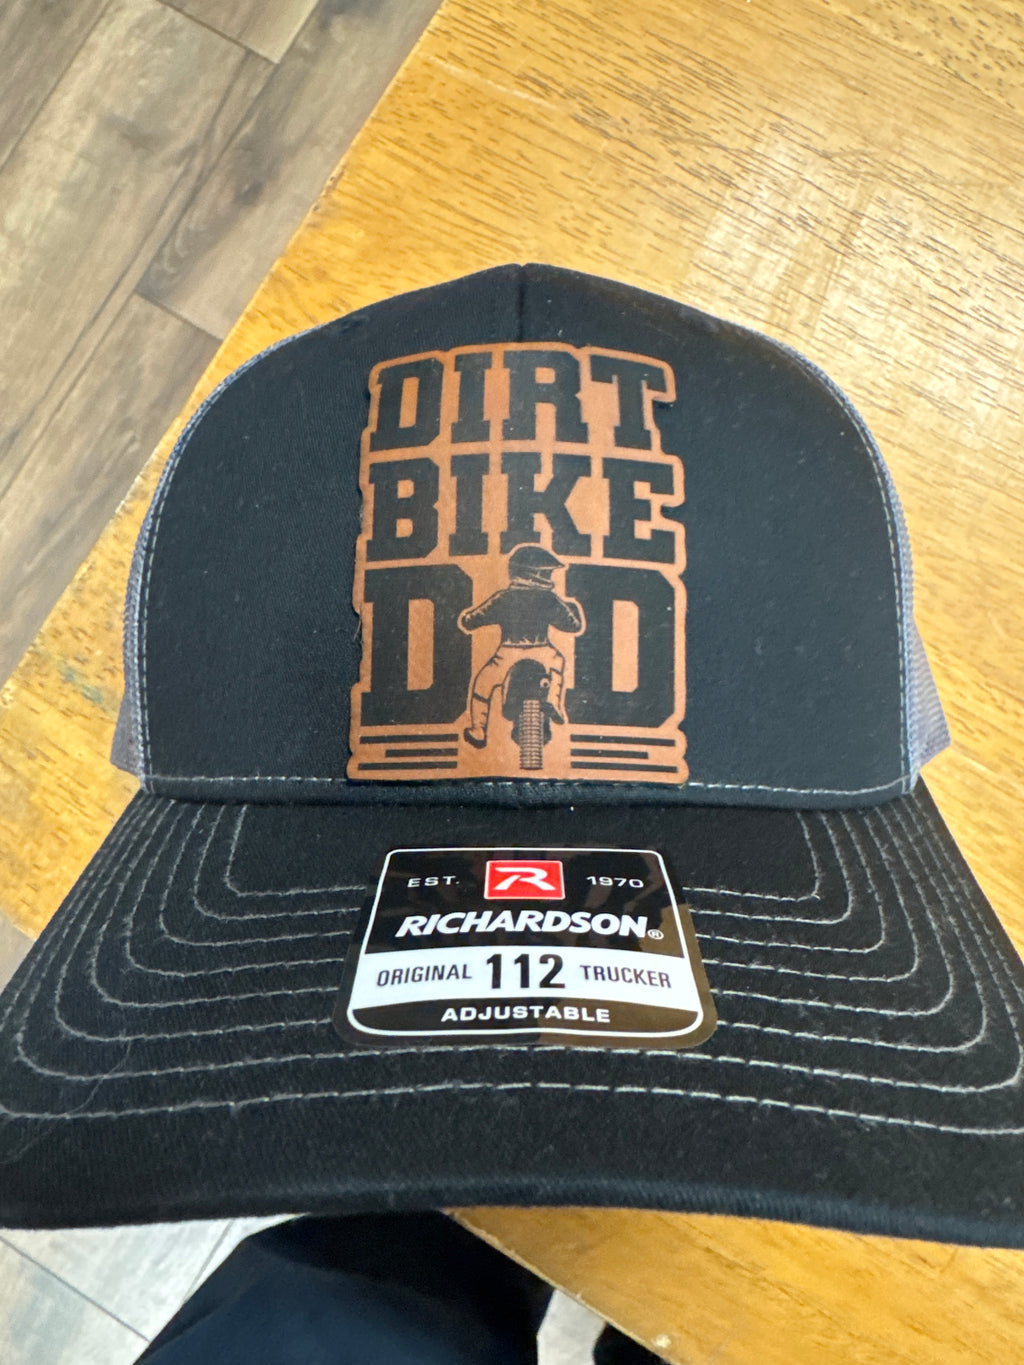 DIRT
BIKE
D D
EST. R 1970
RICHARDSON®
ORIGINAL 112 TRUCKER
ADJUSTABLE